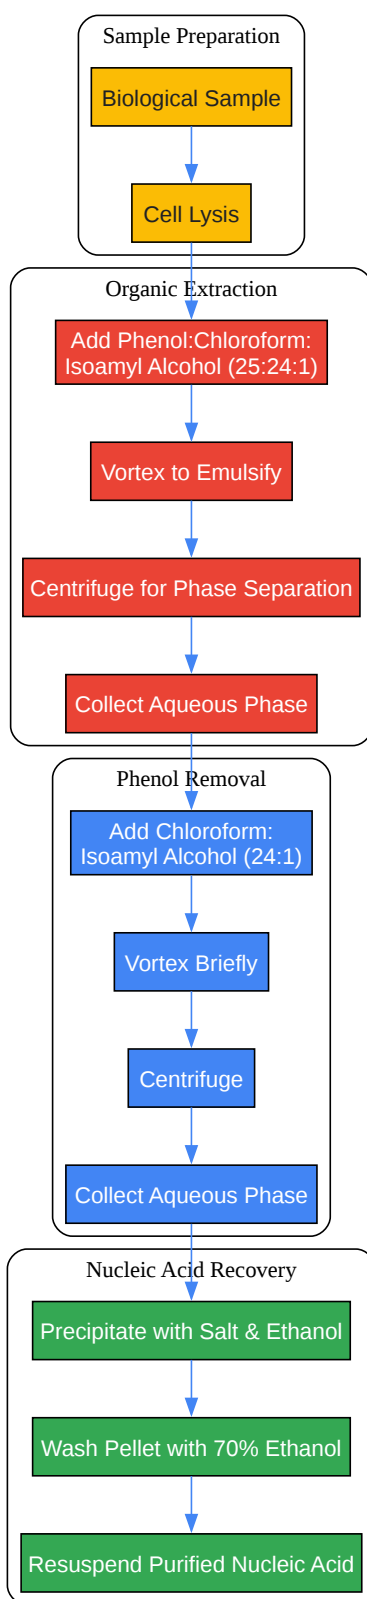 Sample Preparation
Biological Sample
Cell Lysis
Organic Extraction
Add Phenol:Chloroform:
Isoamyl Alcohol (25:24:1)
Vortex to Emulsify
Centrifuge for Phase Separation
Collect Aqueous Phase
Phenol Removal
Add Chloroform:
Isoamyl Alcohol (24:1)
Vortex Briefly
Centrifuge
Collect Aqueous Phase
Nucleic Acid Recovery
Precipitate with Salt & Ethanol
Wash Pellet with 70% Ethanol
Resuspend Purified Nucleic Acid